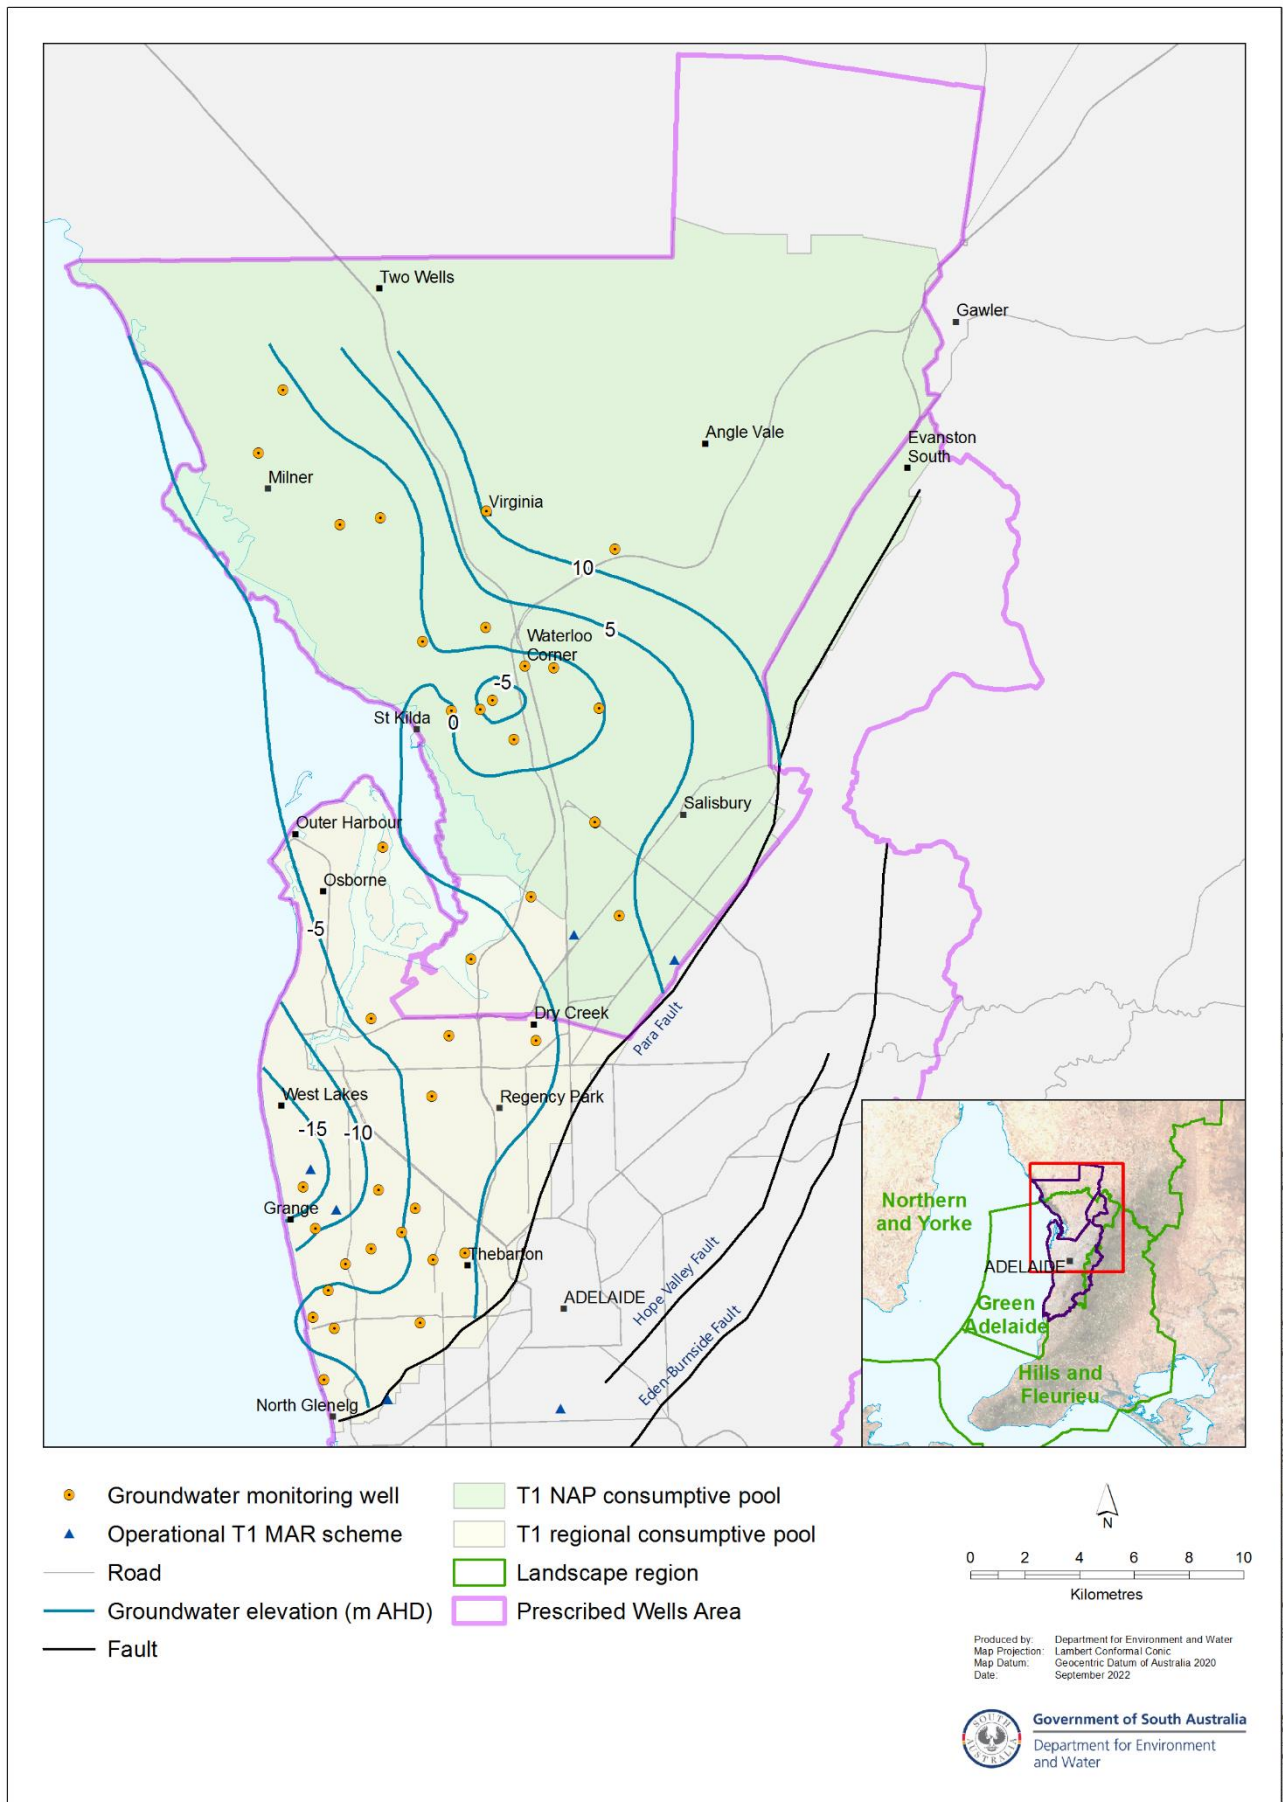 Two Wells
Gawler
Angle Vale
Evanston
South
Milner
Virginia
10
5
Waterloo
Corner
-5
St Kilda
0
Salisbury
Outer Harbour
Osborne
-5
Dry Creek
Para Fault
West Lakes
Regency Park
-15
-10
Grange
Thebarton
ADELAIDE
Hope Valley Fault
Eden-Burnside Fault
North Glenelg
Northern
and Yorke
ADELAIDE
Green
Adelaide
Hills and
Fleurieu
Groundwater monitoring well
Operational T1 MAR scheme
Road
Groundwater elevation (m AHD)
Fault
T1 NAP consumptive pool
T1 regional consumptive pool
Landscape region
Prescribed Wells Area
N
0 2 4 6 8 10
Kilometres
Produced by: Department for Environment and Water
Map Projection: Lambert Conformal Conic
Map Datum: Geocentric Datum of Australia 2020
Date: September 2022
SOUTH AUSTRALIA
Government of South Australia
Department for Environment
and Water